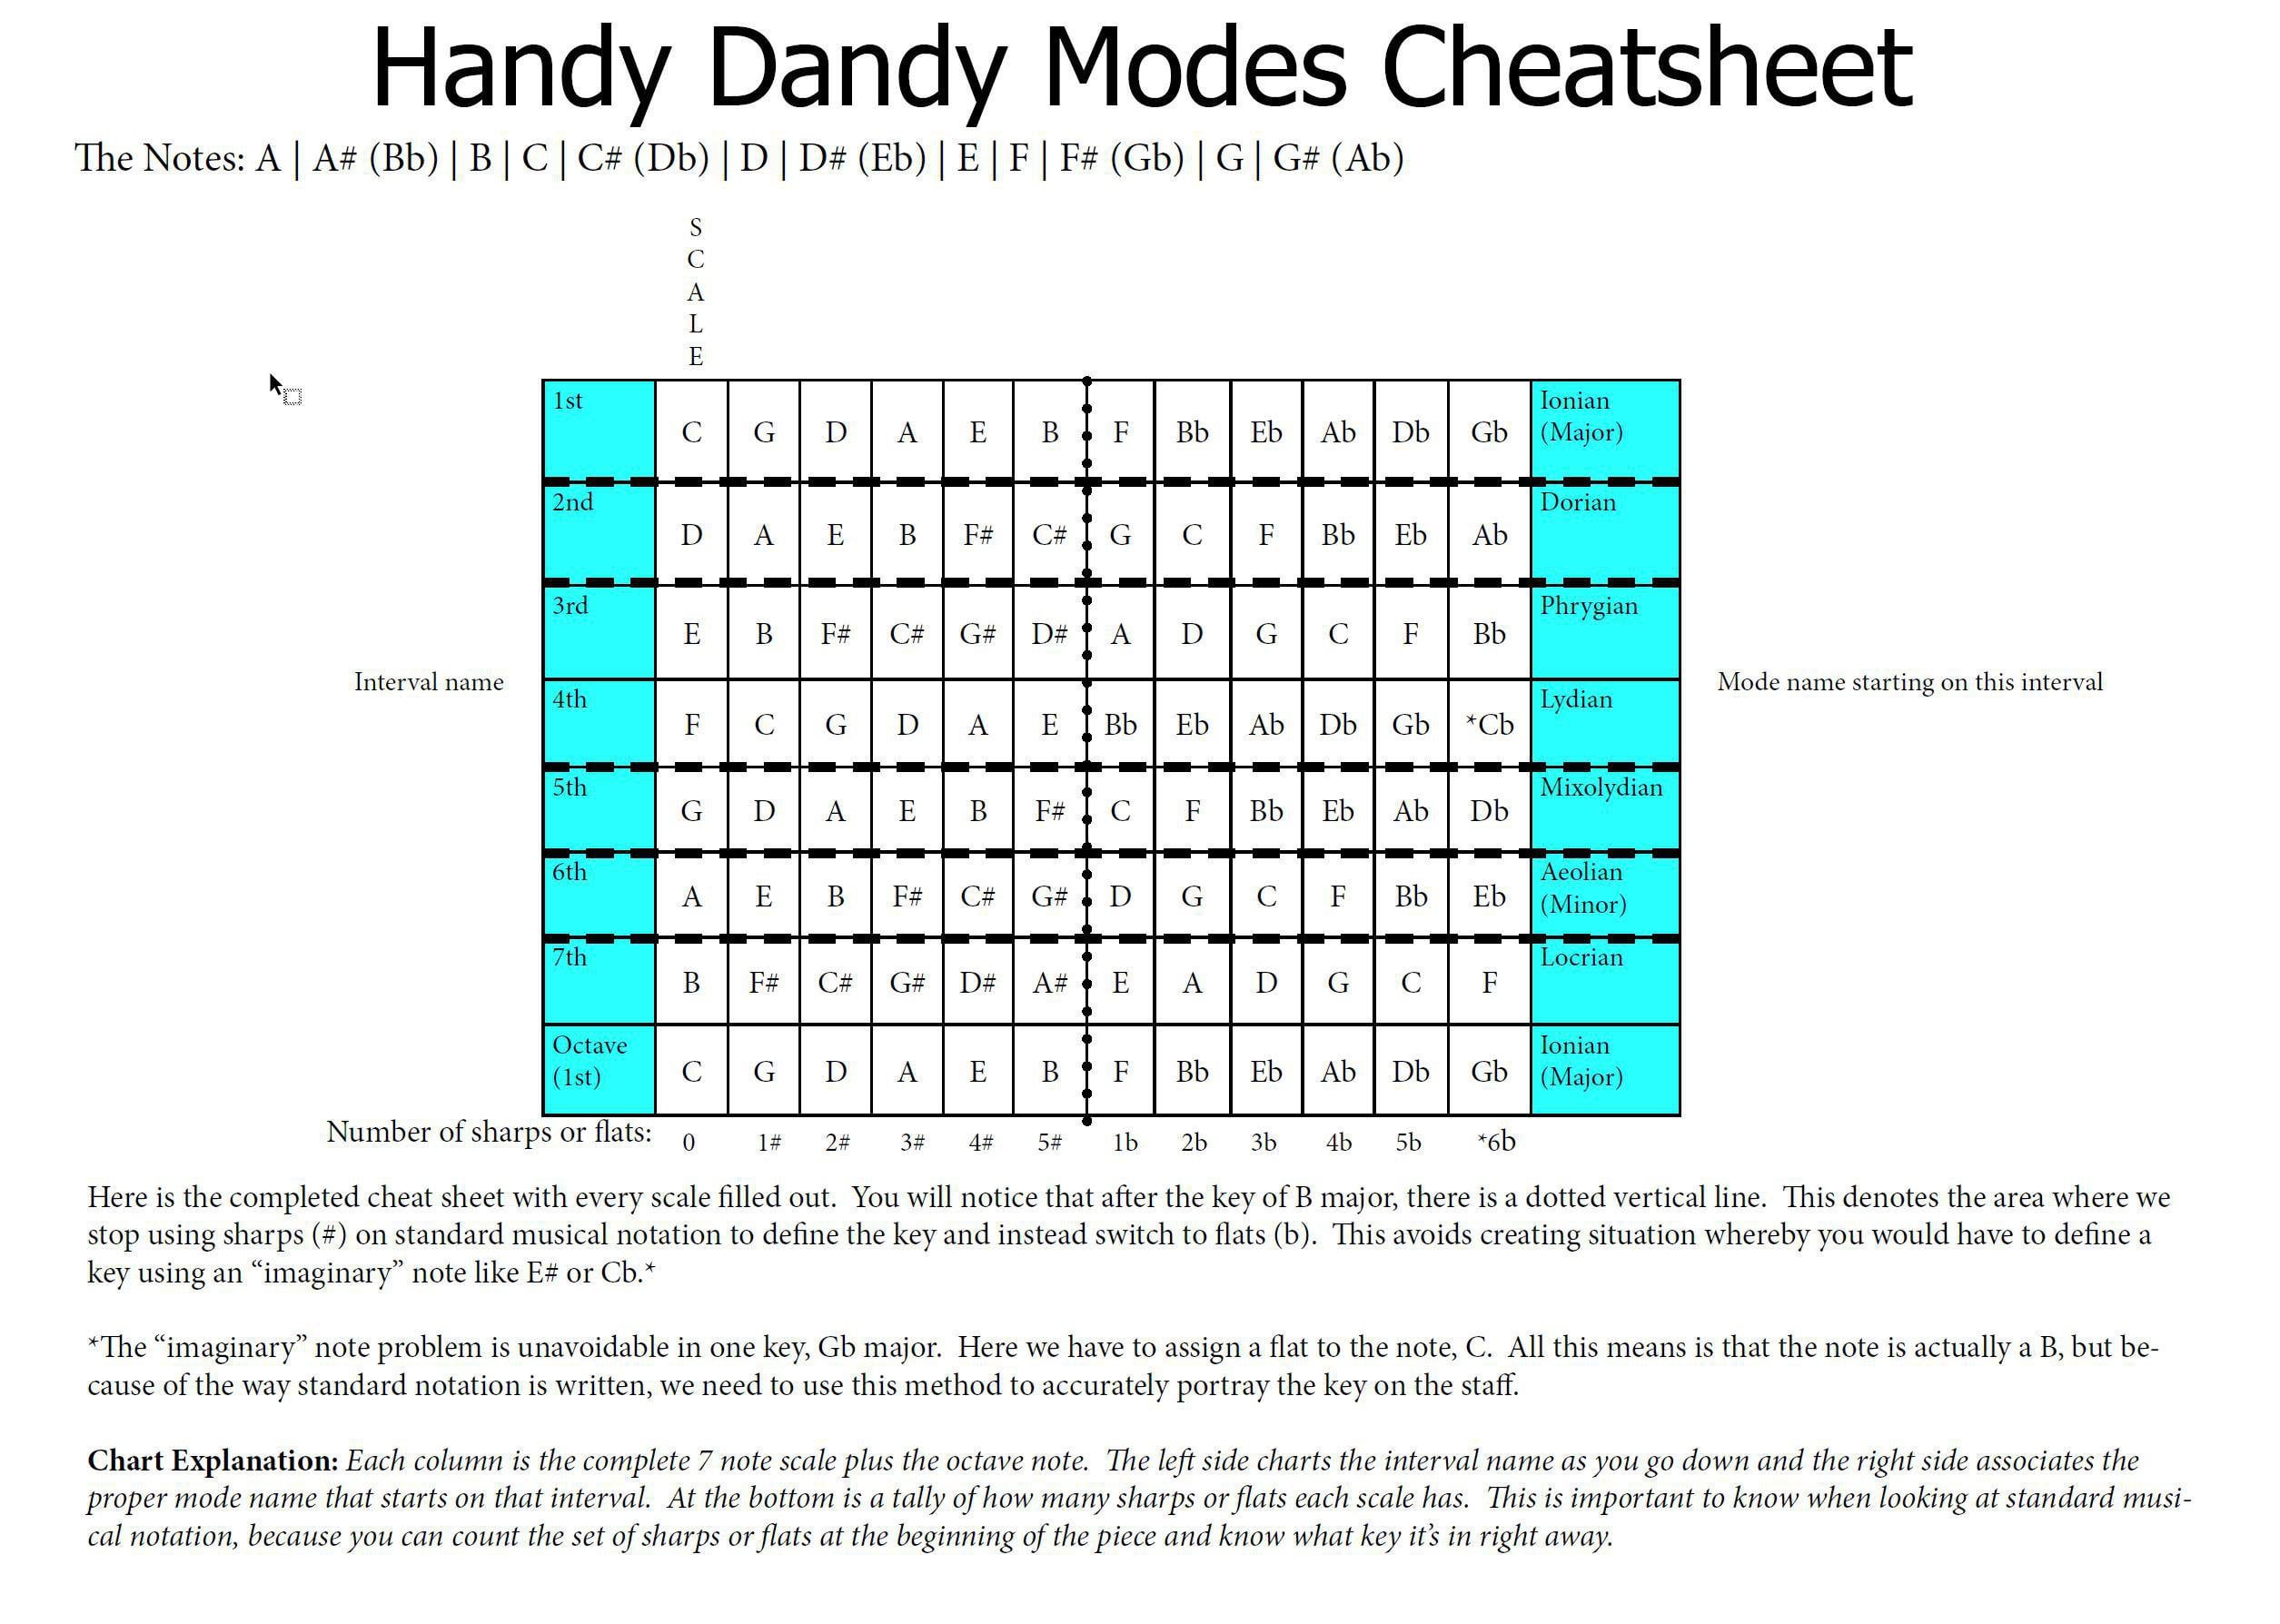 Handy Dandy Modes Cheatsheet
The Notes: A | A# (Bb) | B | C | C# (Db) | D | D# (Eb) | E | F | F# (Gb) | G | G# (Ab)
S
C
A
L
E
1st C G D A E B F Bb Eb Ab Db Gb Ionian
(Major)
2nd D A E B F# C# G C F Bb Eb Ab Dorian
3rd E B F# C# G# D# A D G C F Bb Phrygian
Interval name
Mode name starting on this interval
4th F C G D A E Bb Eb Ab Db Gb *Cb Lydian
5th G D A E B F# C F Bb Eb Ab Db Mixolydian
6th A E B F# C# G# D G C F Bb Eb Aeolian
(Minor)
7th B F# C# G# D# A# E A D G C F Locrian
Octave
(1st) C G D A E B F Bb Eb Ab Db Gb Ionian
(Major)
Number of sharps or flats: 0 1# 2# 3# 4# 5# 1b 2b 3b 4b 5b *6b
Here is the completed cheat sheet with every scale filled out. You will notice that after the key of B major, there is a dotted vertical line. This denotes the area where we
stop using sharps (#) on standard musical notation to define the key and instead switch to flats (b). This avoids creating situation whereby you would have to define a
key using an “imaginary” note like E# or Cb.*
*The “imaginary” note problem is unavoidable in one key, Gb major. Here we have to assign a flat to the note, C. All this means is that the note is actually a B, but be-
cause of the way standard notation is written, we need to use this method to accurately portray the key on the staff.
Chart Explanation: Each column is the complete 7 note scale plus the octave note. The left side charts the interval name as you go down and the right side associates the
proper mode name that starts on that interval. At the bottom is a tally of how many sharps or flats each scale has. This is important to know when looking at standard musi-
cal notation, because you can count the set of sharps or flats at the beginning of the piece and know what key it’s in right away.